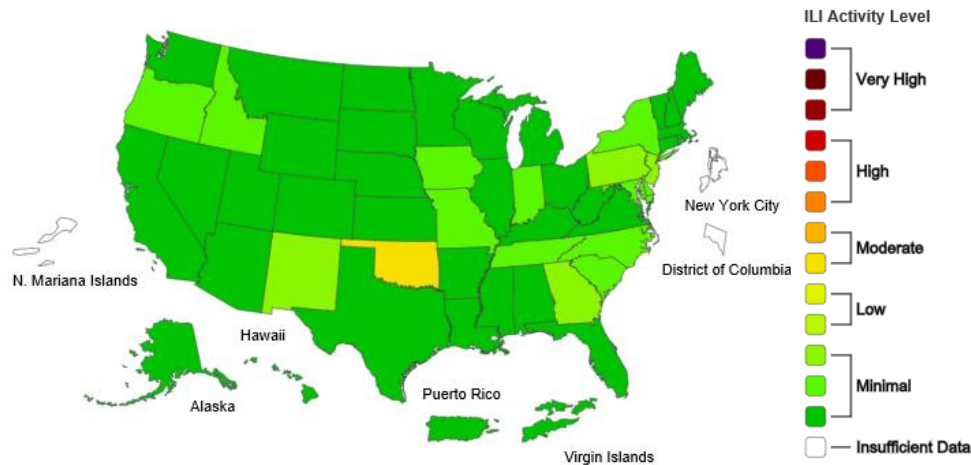 ILI Activity Level
Very High
High
New York City
Moderate
District of Columbia
N. Mariana Islands
Low
Hawaii
Minimal
Puerto Rico
Alaska
Insufficient Data
Virgin Islands